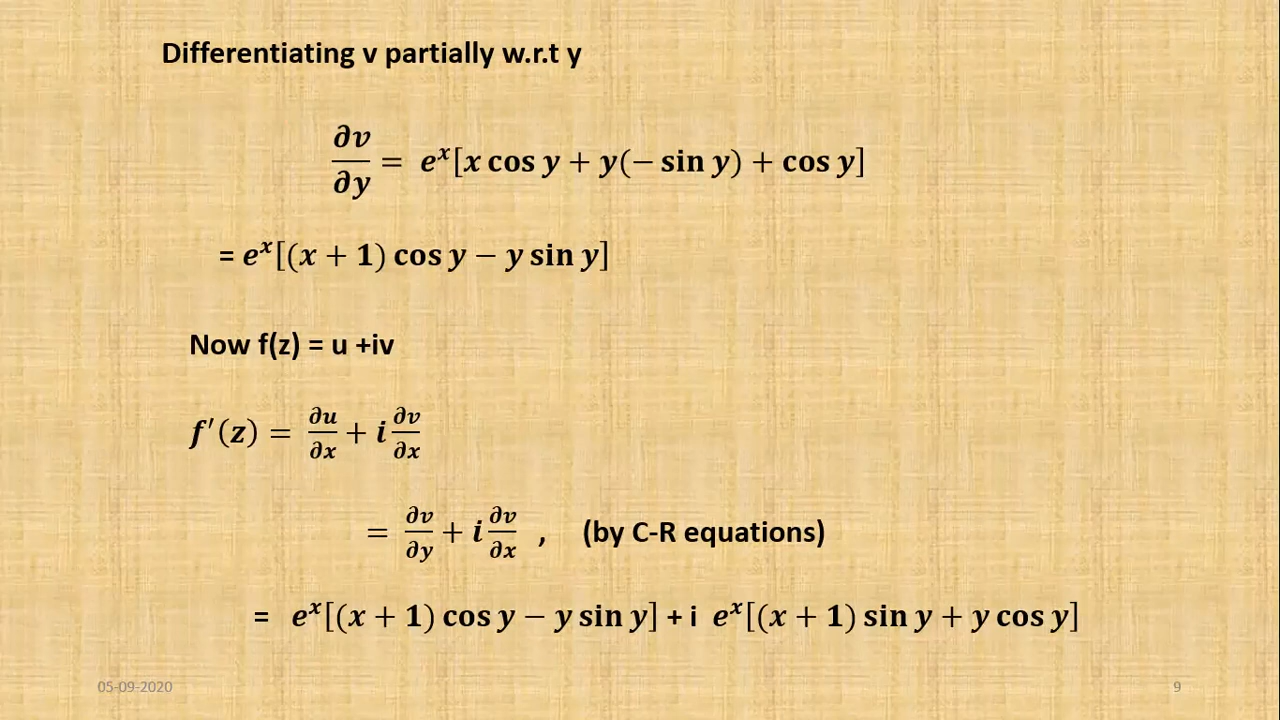 Differentiating v partially w.r.t y
∂v/∂y = e^x[x cos y + y(− sin y) + cos y]
= e^x[(x + 1) cos y − y sin y]
Now f(z) = u +iv
f′(z) = ∂u/∂x + i ∂v/∂x
= ∂v/∂y + i ∂v/∂x , (by C-R equations)
= e^x[(x + 1) cos y − y sin y] + i e^x[(x + 1) sin y + y cos y]
05-09-2020
9